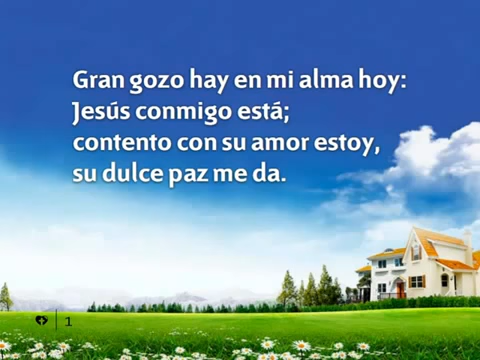 Gran gozo hay en mi alma hoy:
Jesús conmigo está;
contento con su amor estoy,
su dulce paz me da.
1